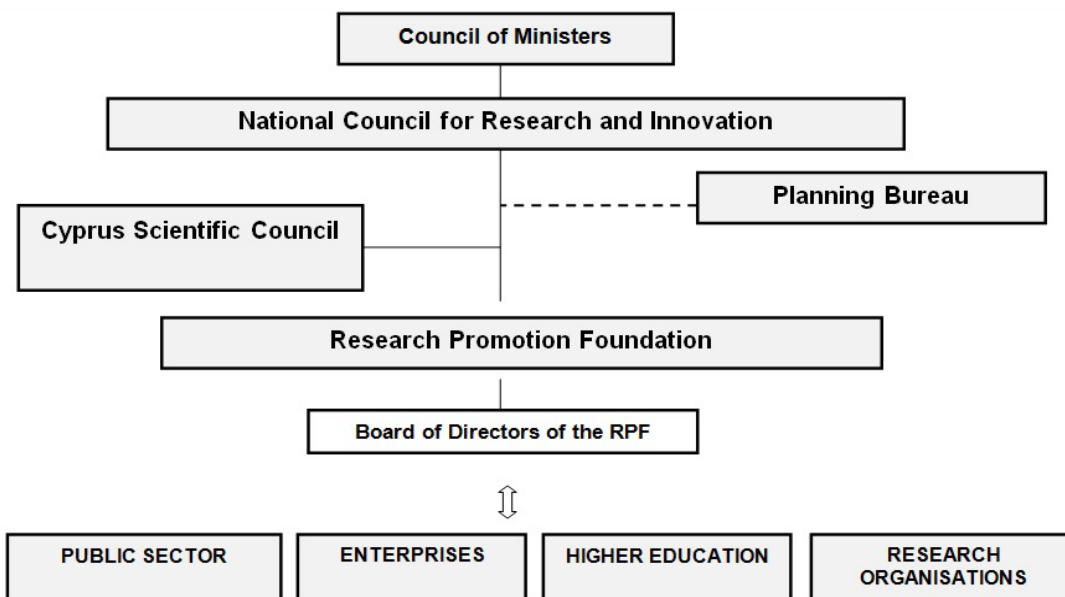 Council of Ministers
National Council for Research and Innovation
Planning Bureau
Cyprus Scientific Council
Research Promotion Foundation
Board of Directors of the RPF
PUBLIC SECTOR
ENTERPRISES
HIGHER EDUCATION
RESEARCH
ORGANISATIONS